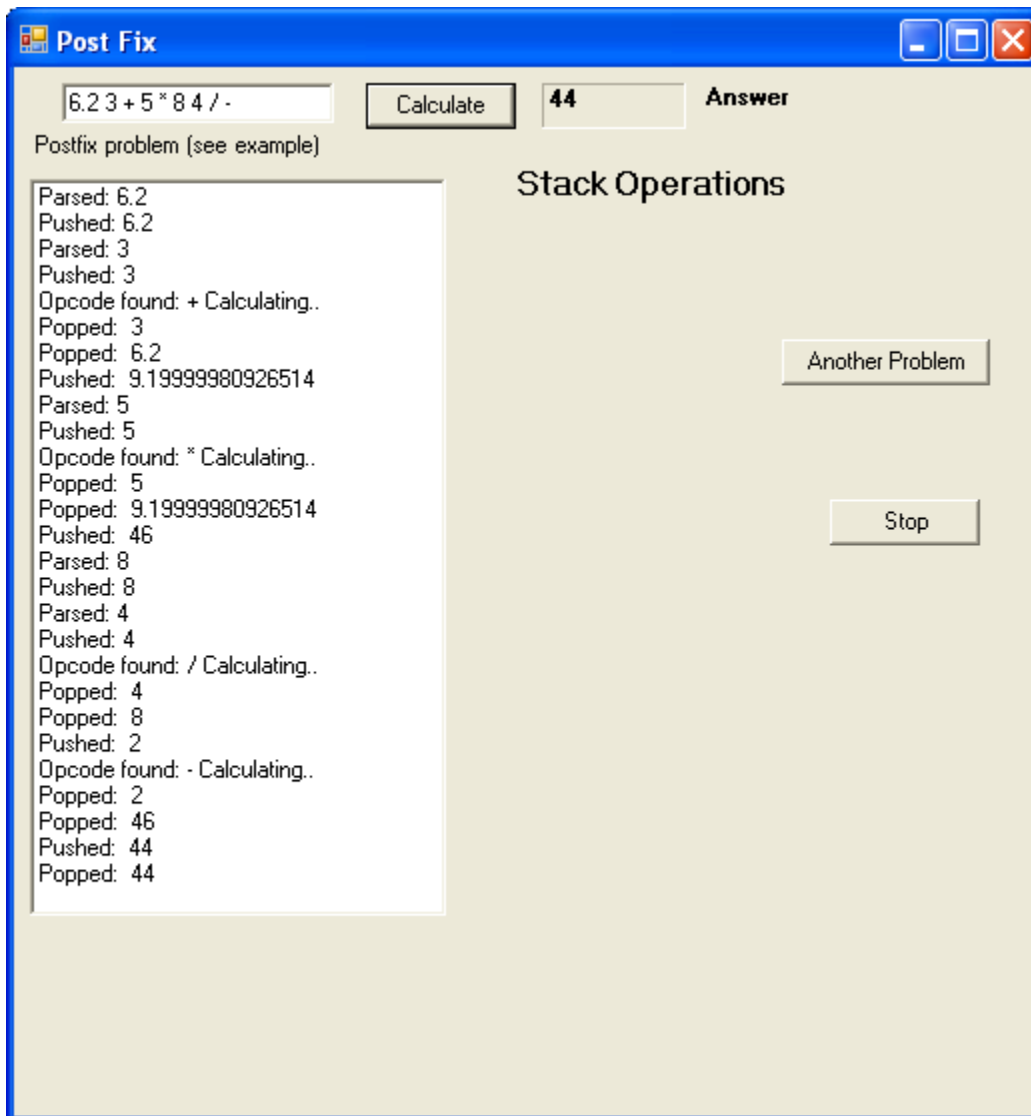 Post Fix
6.2 3 + 5 * 8 4 / -
Calculate
44
Answer
Postfix problem (see example)
Stack Operations
Parsed: 6.2
Pushed: 6.2
Parsed: 3
Pushed: 3
Opcode found: + Calculating..
Popped:  3
Popped:  6.2
Pushed:  9.19999980926514
Parsed: 5
Pushed: 5
Opcode found: * Calculating..
Popped:  5
Popped:  9.19999980926514
Pushed:  46
Parsed: 8
Pushed: 8
Parsed: 4
Pushed: 4
Opcode found: / Calculating..
Popped:  4
Popped:  8
Pushed:  2
Opcode found: - Calculating..
Popped:  2
Popped:  46
Pushed:  44
Popped:  44
Another Problem
Stop